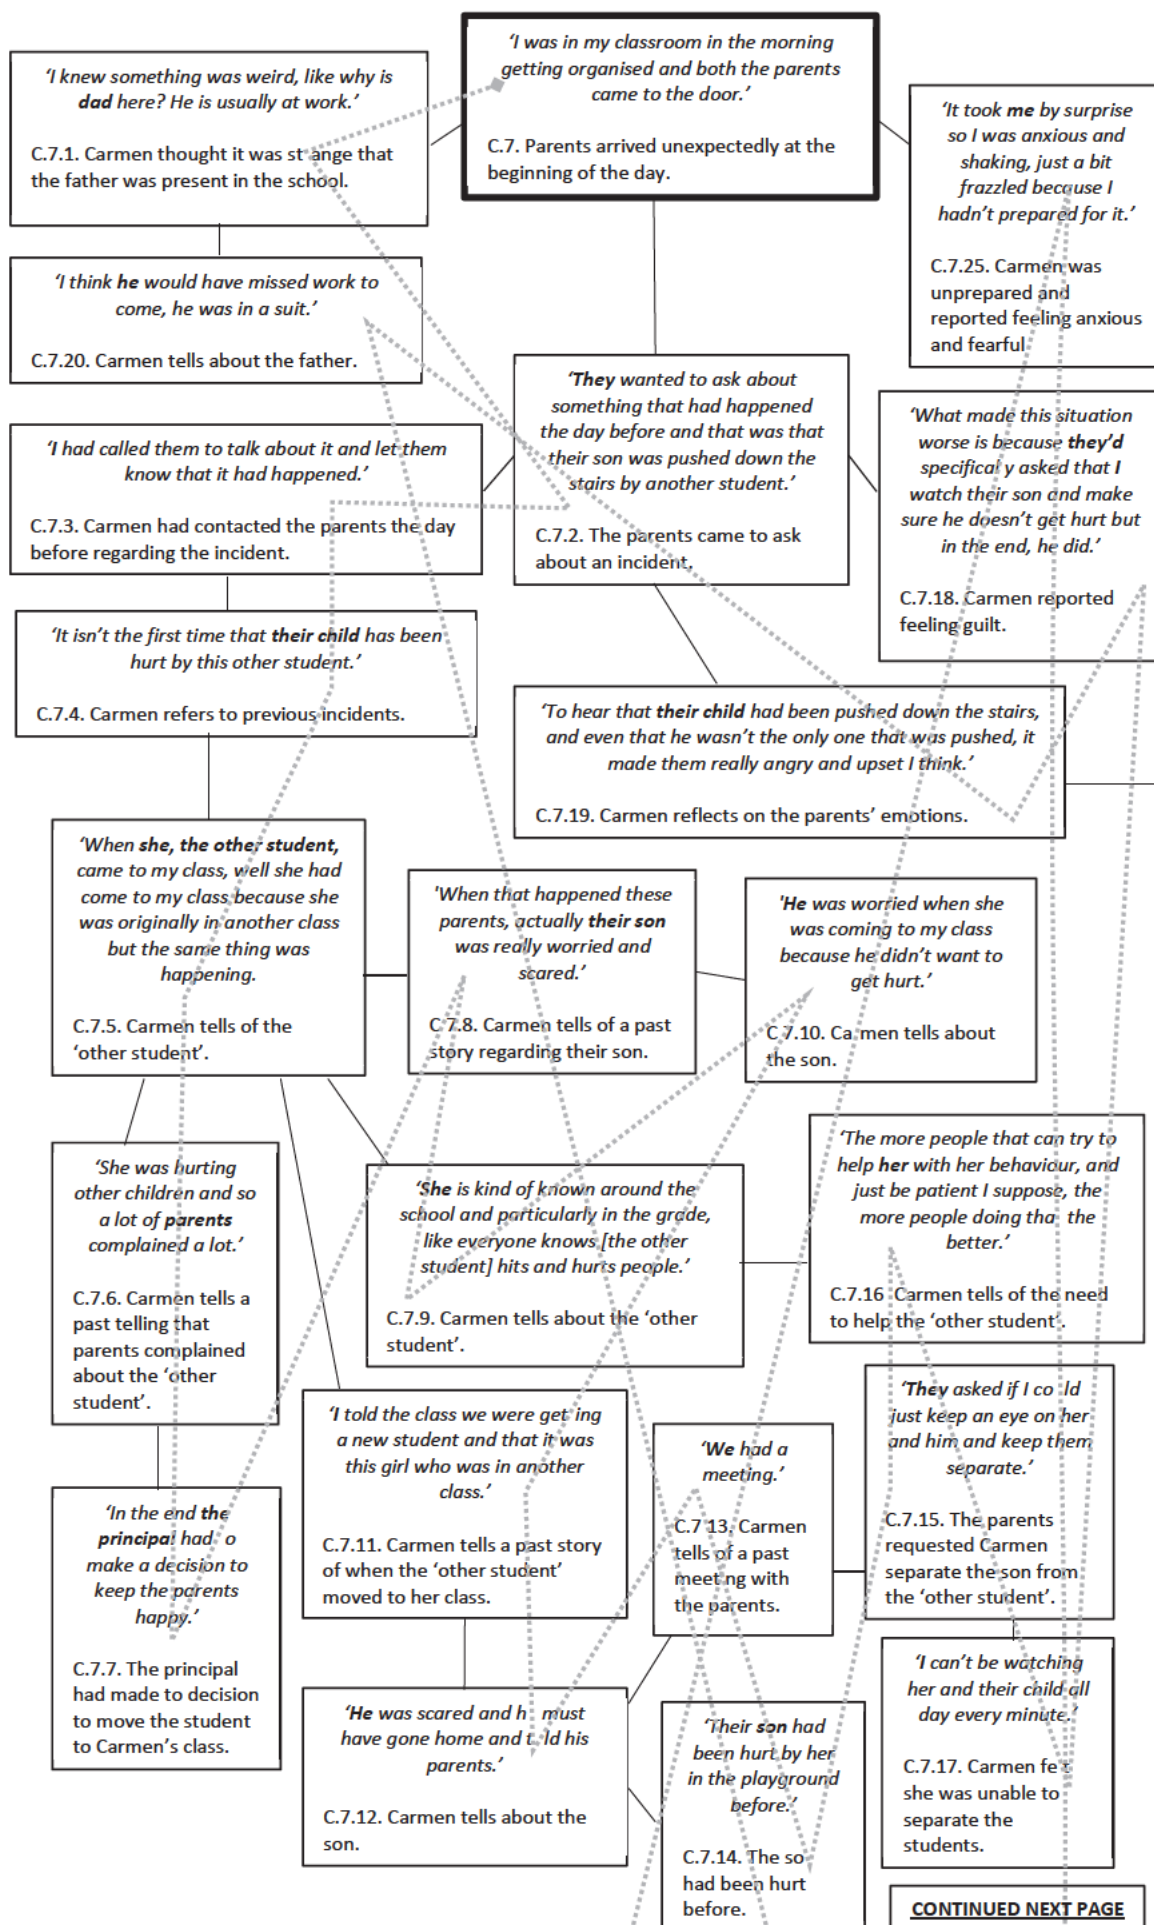 ‘I was in my classroom in the morning
getting organised and both the parents
came to the door.’
C.7. Parents arrived unexpectedly at the
beginning of the day.
‘I knew something was weird, like why is
dad here? He is usually at work.’
C.7.1. Carmen thought it was st ange that
the father was present in the school.
‘It took me by surprise
so I was anxious and
shaking, just a bit
frazzled because I
hadn’t prepared for it.’
C.7.25. Carmen was
unprepared and
reported feeling anxious
and fearful
‘I think he would have missed work to
come, he was in a suit.’
C.7.20. Carmen tells about the father.
‘They wanted to ask about
something that had happened
the day before and that was that
their son was pushed down the
stairs by another student.’
C.7.2. The parents came to ask
about an incident.
‘What made this situation
worse is because they’d
specifical y asked that I
watch their son and make
sure he doesn’t get hurt but
in the end, he did.’
C.7.18. Carmen reported
feeling guilt.
‘I had called them to talk about it and let them
know that it had happened.’
C.7.3. Carmen had contacted the parents the day
before regarding the incident.
‘It isn’t the first time that their child has been
hurt by this other student.’
C.7.4. Carmen refers to previous incidents.
‘To hear that their child had been pushed down the stairs,
and even that he wasn’t the only one that was pushed, it
made them really angry and upset I think.’
C.7.19. Carmen reflects on the parents’ emotions.
‘When she, the other student,
came to my class, well she had
come to my class because she
was originally in another class
but the same thing was
happening.
C.7.5. Carmen tells of the
‘other student’.
'When that happened these
parents, actually their son
was really worried and
scared.’
C.7.8. Carmen tells of a past
story regarding their son.
'He was worried when she
was coming to my class
because he didn’t want to
get hurt.’
C 7.10. Carmen tells about
the son.
‘She was hurting
other children and so
a lot of parents
complained a lot.’
C.7.6. Carmen tells a
past telling that
parents complained
about the ‘other
student’.
‘She is kind of known around the
school and particularly in the grade,
like everyone knows [the other
student] hits and hurts people.’
C.7.9. Carmen tells about the ‘other
student’.
‘The more people that can try to
help her with her behaviour, and
just be patient I suppose, the
more people doing tha the
better.’
C.7.16 Carmen tells of the need
to help the ‘other student’.
‘I told the class we were get ing
a new student and that it was
this girl who was in another
class.’
C.7.11. Carmen tells a past story
of when the ‘other student’
moved to her class.
‘We had a
meeting.’
C.7 13. Carmen
tells of a past
meeting with
the parents.
‘They asked if I co ld
just keep an eye on her
and him and keep them
separate.’
C.7.15. The parents
requested Carmen
separate the son from
the ‘other student’.
‘In the end the
principal had o
make a decision to
keep the parents
happy.’
C.7.7. The principal
had made to decision
to move the student
to Carmen’s class.
‘He was scared and h must
have gone home and t ld his
parents.’
C.7.12. Carmen tells about the
son.
‘Their son had
been hurt by her
in the playground
before.’
C.7.14. The so
had been hurt
before.
‘I can’t be watching
her and their child all
day every minute.’
C.7.17. Carmen fe t
she was unable to
separate the
students.
CONTINUED NEXT PAGE